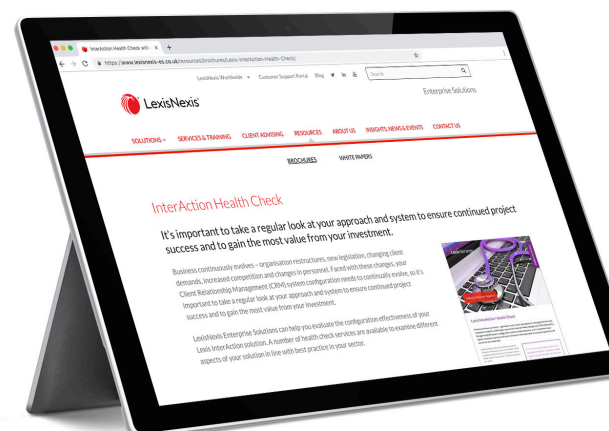 InterAction Health Check with
https://www.lexisnexis-es.co.uk/resources/brochures/Lexis-InterAction-Health-Check/
LexisNexis Worldwide Customer Support Portal Blog Search
LexisNexis
Enterprise Solutions
SOLUTIONS SERVICES & TRAINING CLIENT ADVISING RESOURCES ABOUT US INSIGHTS, NEWS & EVENTS CONTACT US
BROCHURES WHITE PAPERS
InterAction Health Check
It's important to take a regular look at your approach and system to ensure continued project
success and to gain the most value from your investment.
Business continuously evolves – organisation restructures, new legislation, changing client
demands, increased competition and changes in personnel. Faced with these changes, your
Client Relationship Management (CRM) system configuration needs to continually evolve, so it's
important to take a regular look at your approach and system to ensure continued project
success and to gain the most value from your investment.
LexisNexis Enterprise Solutions can help you evaluate the configuration effectiveness of your
Lexis InterAction solution. A number of health check services are available to examine different
aspects of your solution in line with best practice in your sector.